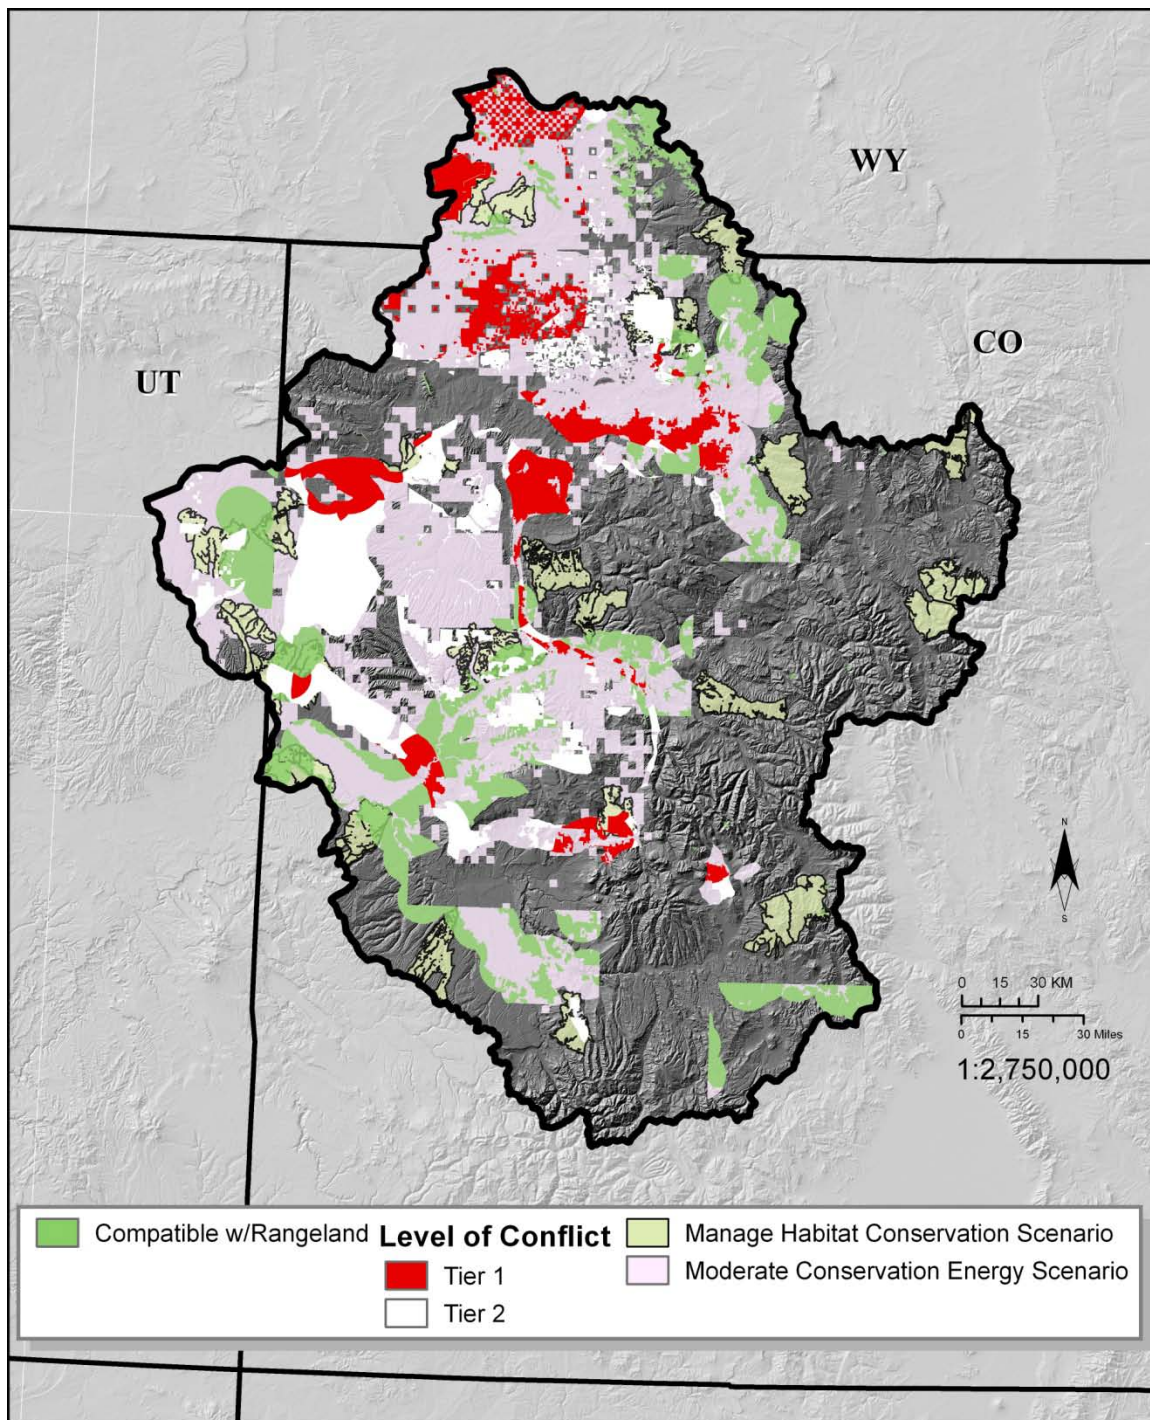 WY
CO
UT
N
S
0 15 30 KM
0 15 30 Miles
1:2,750,000
Compatible w/Rangeland
Level of Conflict
Tier 1
Tier 2
Manage Habitat Conservation Scenario
Moderate Conservation Energy Scenario